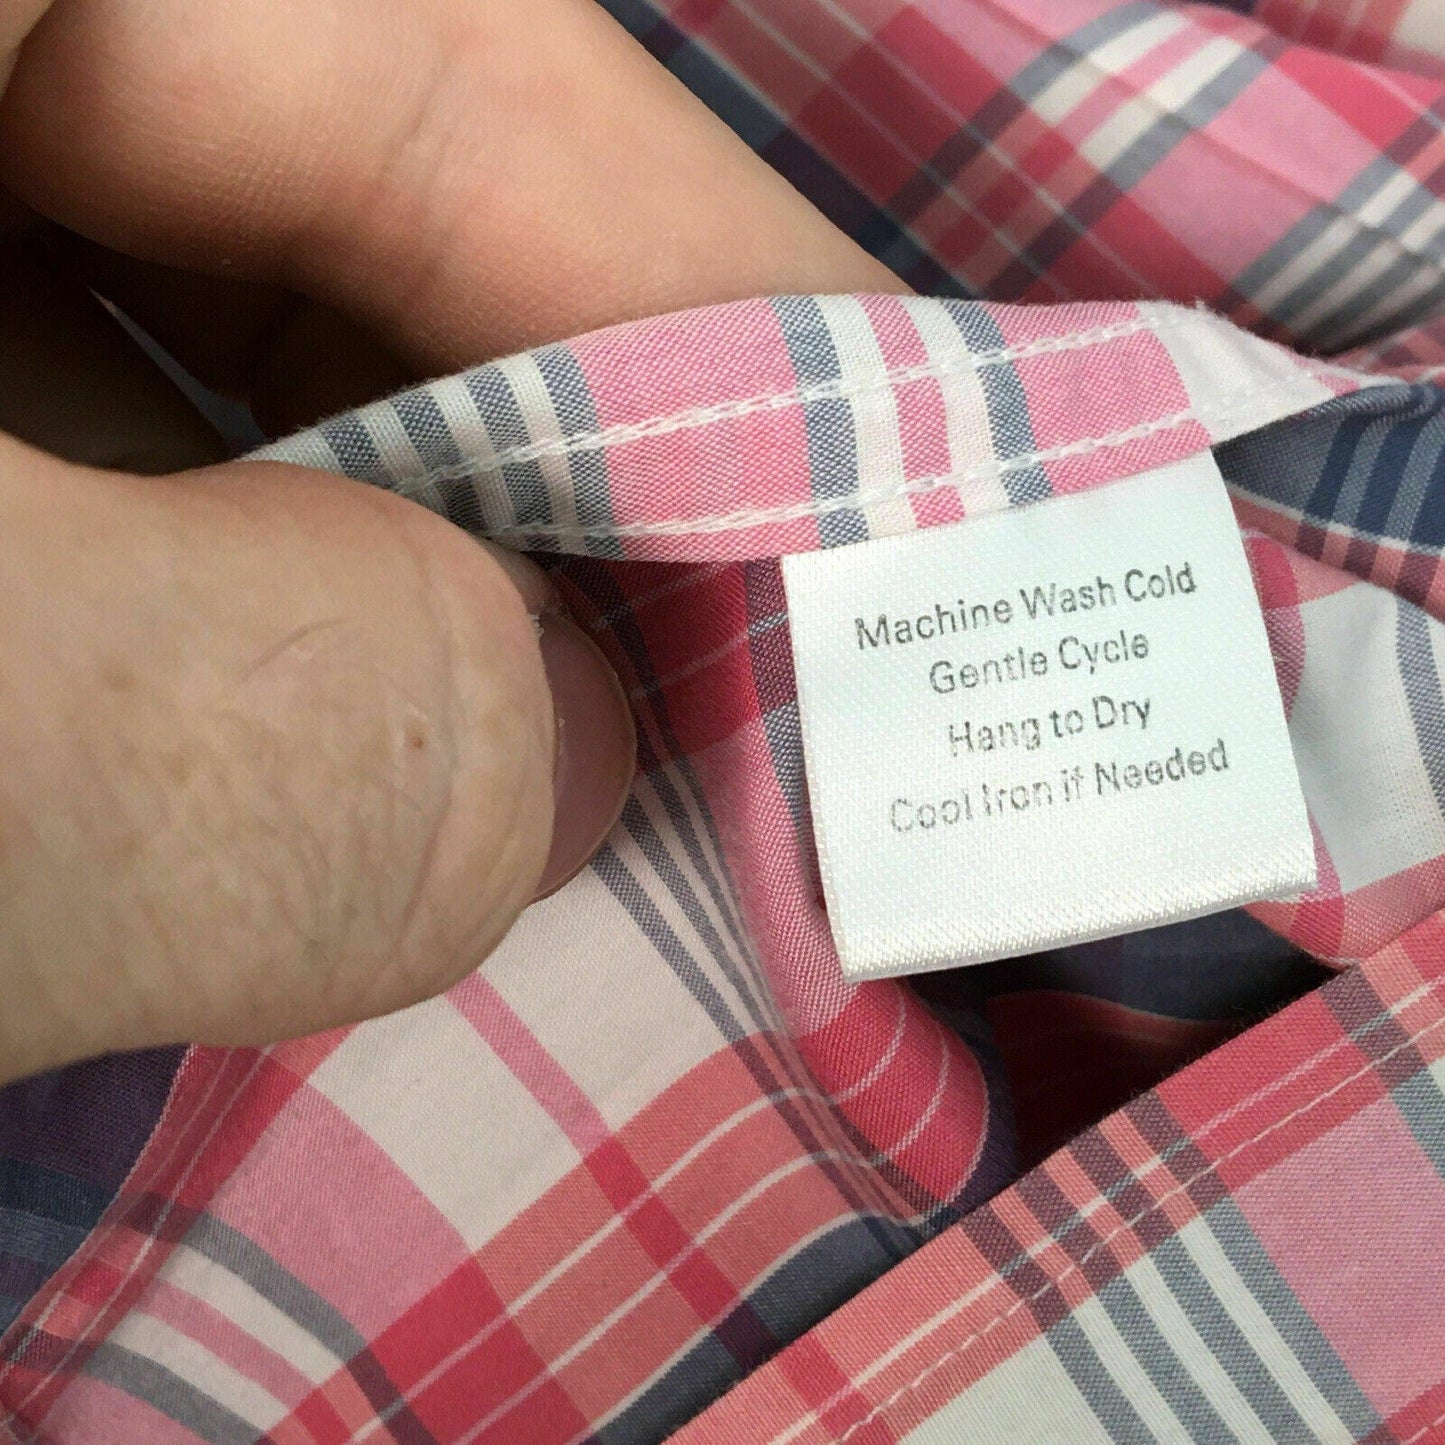 Machine Wash Cold
Gentle Cycle
Hang to Dry
Cool Iron if Needed